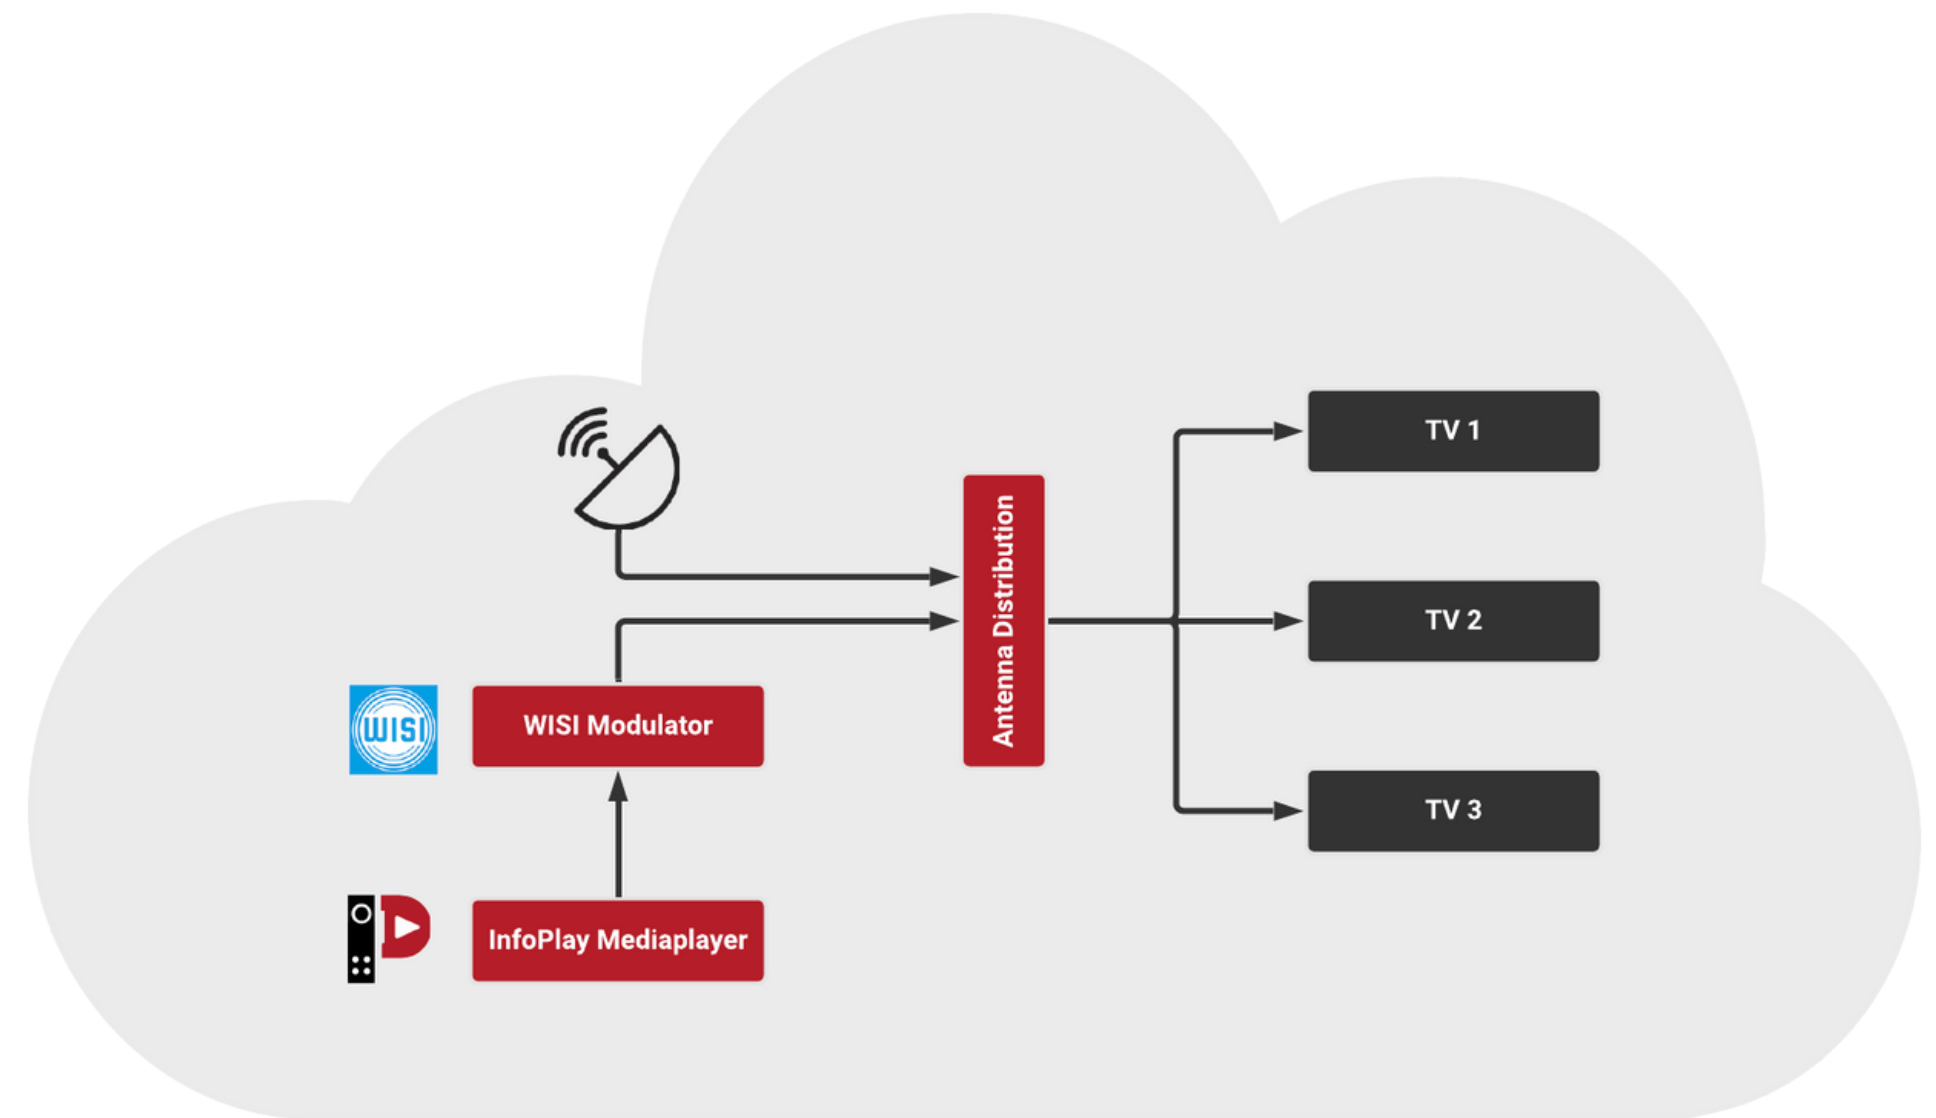 TV 1
Antenna Distribution
TV 2
WISI
WISI Modulator
TV 3
InfoPlay Mediaplayer